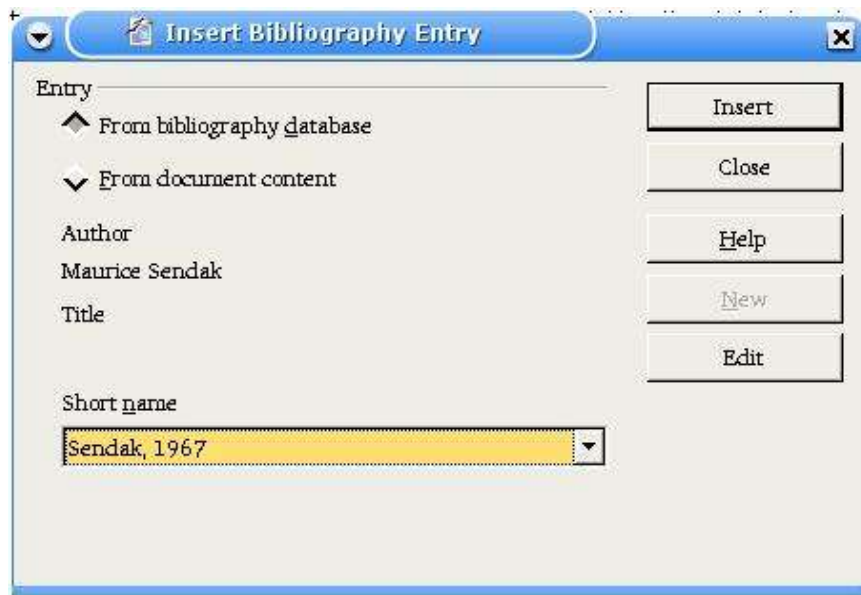 Insert Bibliography Entry
Entry
From bibliography database
From document content
Author
Maurice Sendak
Title
Short name
Sendak, 1967
Insert
Close
Help
New
Edit